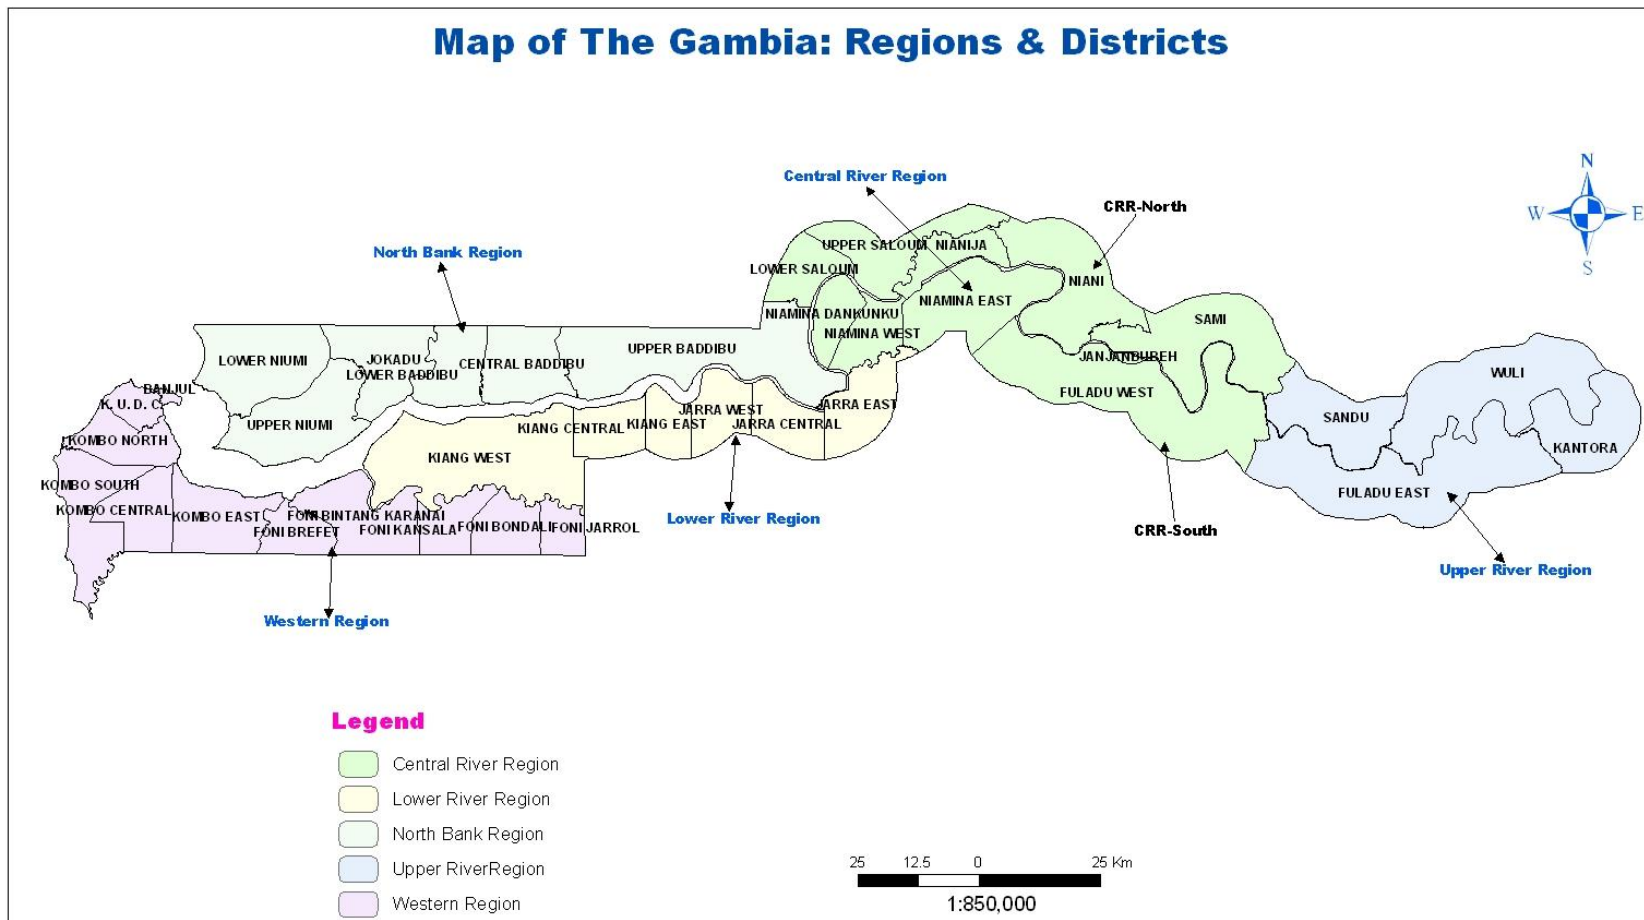 Map of The Gambia: Regions & Districts
N
W
E
S
Central River Region
CRR-North
North Bank Region
UPPER SALOUM
NIANIJA
LOWER SALOUM
NIANI
NIAMINA EAST
NIAMINA DANKUNKU
NIAMINA WEST
SAMI
LOWER NIUMI
JOKADU
LOWER BADDIBU
CENTRAL BADDIBU
UPPER BADDIBU
JANJANBUREH
FULADU WEST
WULI
BANJUL
K. U. D. C.
UPPER NIUMI
JARRA WEST
JARRA EAST
KIANG CENTRAL
KIANG EAST
JARRA CENTRAL
SANDU
KOMBO NORTH
KIANG WEST
KANTORA
KOMBO SOUTH
FULADU EAST
KOMBO CENTRAL
KOMBO EAST
FONI BINTANG KARANAI
FONI BREFET
FONI KANSALA
FONI BONDALI
FONI JARROL
Lower River Region
CRR-South
Upper River Region
Western Region
Legend
Central River Region
Lower River Region
North Bank Region
Upper RiverRegion
Western Region
25 12.5 0 25 Km
1:850,000